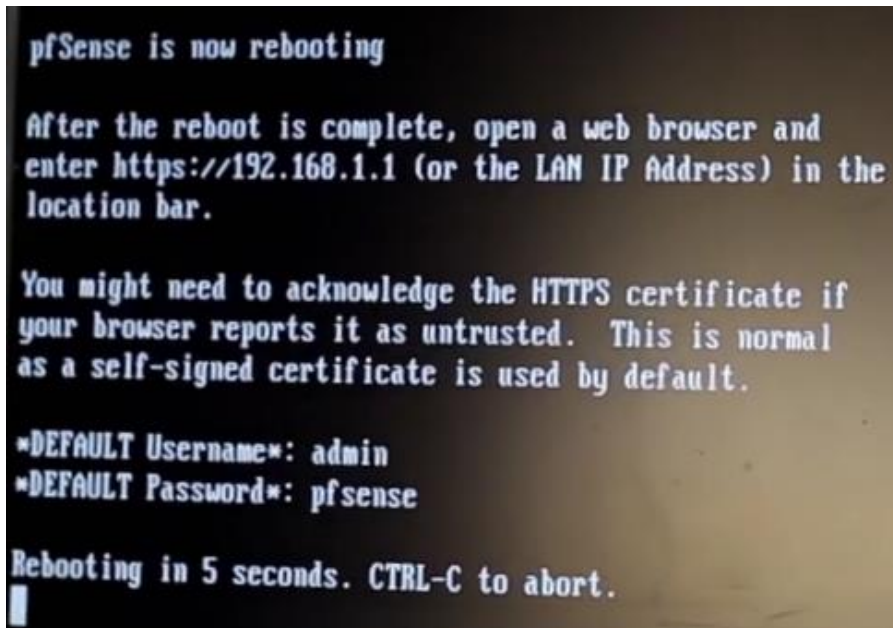 pfSense is now rebooting
After the reboot is complete, open a web browser and
enter https://192.168.1.1 (or the LAN IP Address) in the
location bar.
You might need to acknowledge the HTTPS certificate if
your browser reports it as untrusted.  This is normal
as a self-signed certificate is used by default.
*DEFAULT Username*: admin
*DEFAULT Password*: pfsense
Rebooting in 5 seconds. CTRL-C to abort.